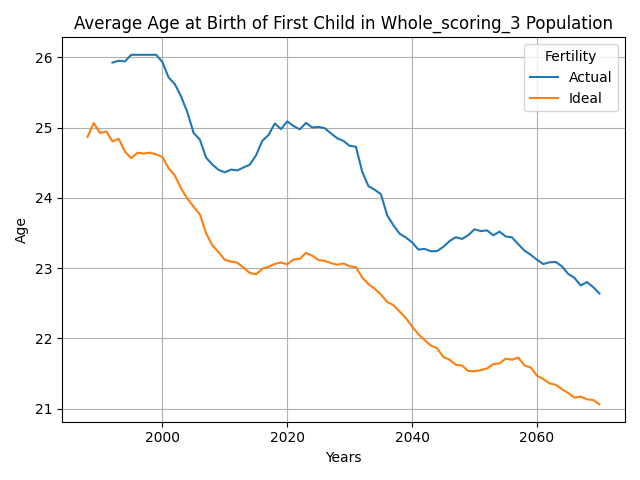 Average Age at Birth of First Child in Whole_scoring_3 Population
Fertility
Actual
Ideal
Age
26
25
24
23
22
21
2000
2020
2040
2060
Years